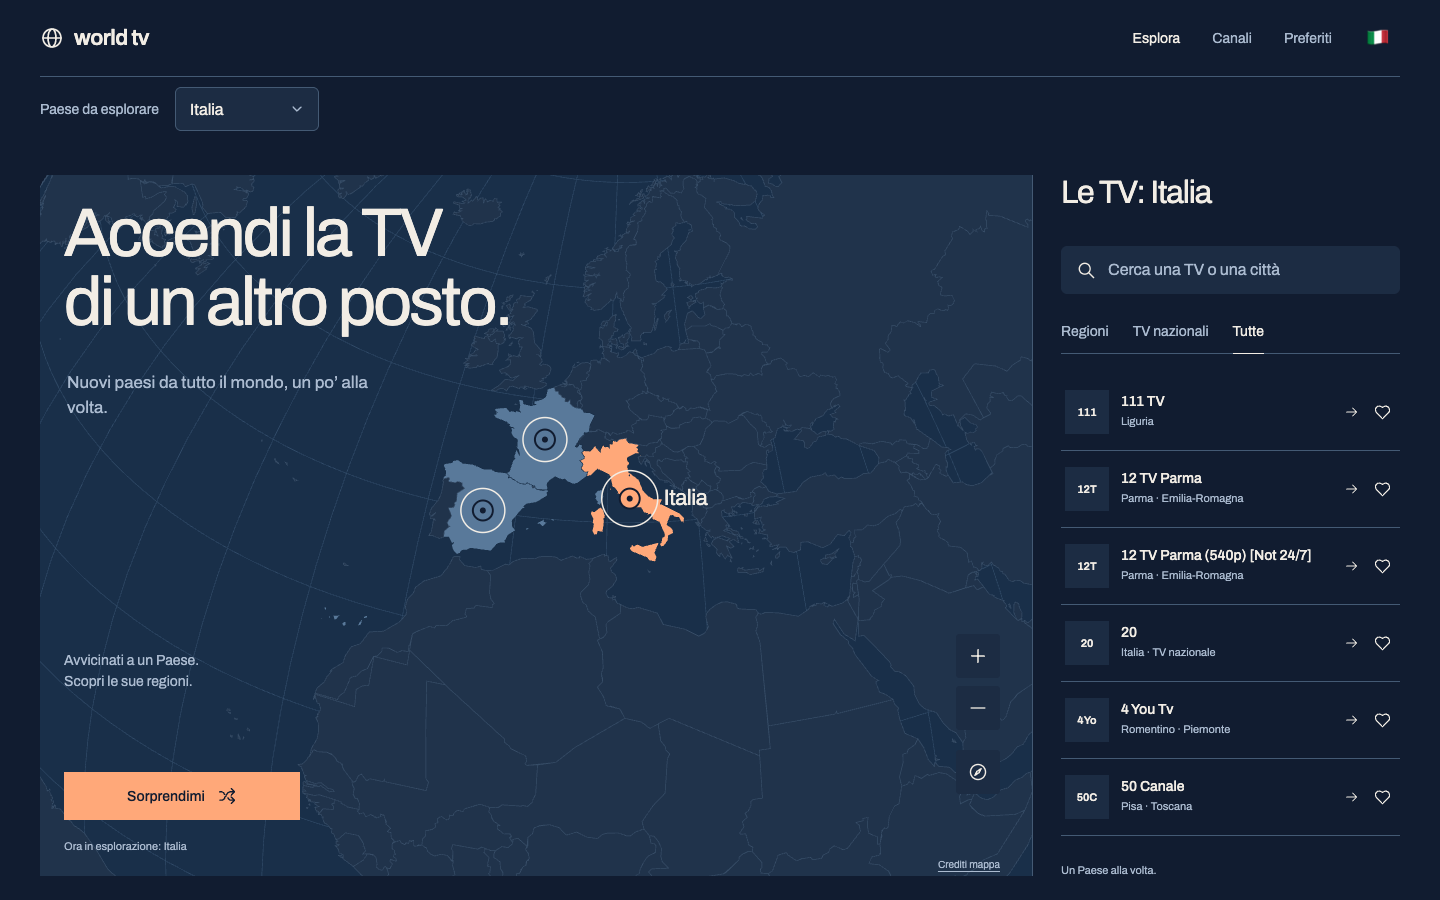 world tv
Esplora
Canali
Preferiti
Paese da esplorare
Italia
Accendi la TV
di un altro posto.
Nuovi paesi da tutto il mondo, un po’ alla
volta.
Italia
Avvicinati a un Paese.
Scopri le sue regioni.
Sorprendimi
Ora in esplorazione: Italia
Crediti mappa
Le TV: Italia
Cerca una TV o una città
Regioni
TV nazionali
Tutte
111
111 TV
Liguria
12T
12 TV Parma
Parma · Emilia-Romagna
12T
12 TV Parma (540p) [Not 24/7]
Parma · Emilia-Romagna
20
20
Italia · TV nazionale
4Yo
4 You Tv
Romentino · Piemonte
50C
50 Canale
Pisa · Toscana
Un Paese alla volta.